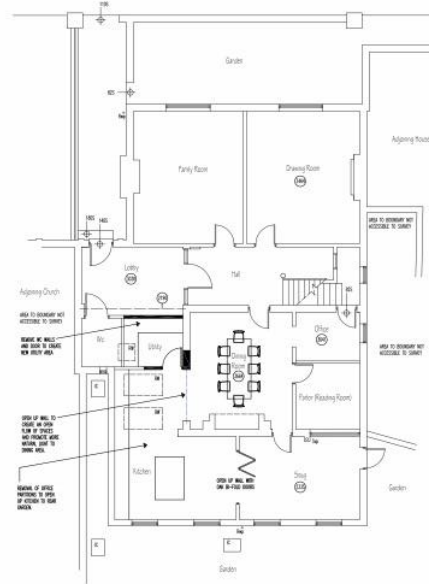 Garden
Adjoining House
Family Room
Drawing Room
AREA TO BOUNDARY NOT
ACCESSIBLE TO SURVEY
Lobby
Hall
Adjoining Church
AREA TO BOUNDARY NOT
ACCESSIBLE TO SURVEY
REMOVE WC WALLS
AND DOOR TO CREATE
NEW UTILITY AREA
Wc
Utility
Office
Dining
Room
AREA TO BOUNDARY NOT
ACCESSIBLE TO SURVEY
Parlor (Reading Room)
OPEN UP WALL TO
CREATE AN OPEN
FLOW OF SPACES
AND PROMOTE MORE
NATURAL LIGHT TO
DINING AREA.
Kitchen
OPEN UP WALL WITH
OAK BI-FOLD DOORS
Snug
REMOVAL OF OFFICE
PARTITIONS TO OPEN
UP KITCHEN TO REAR
GARDEN.
Garden
Garden